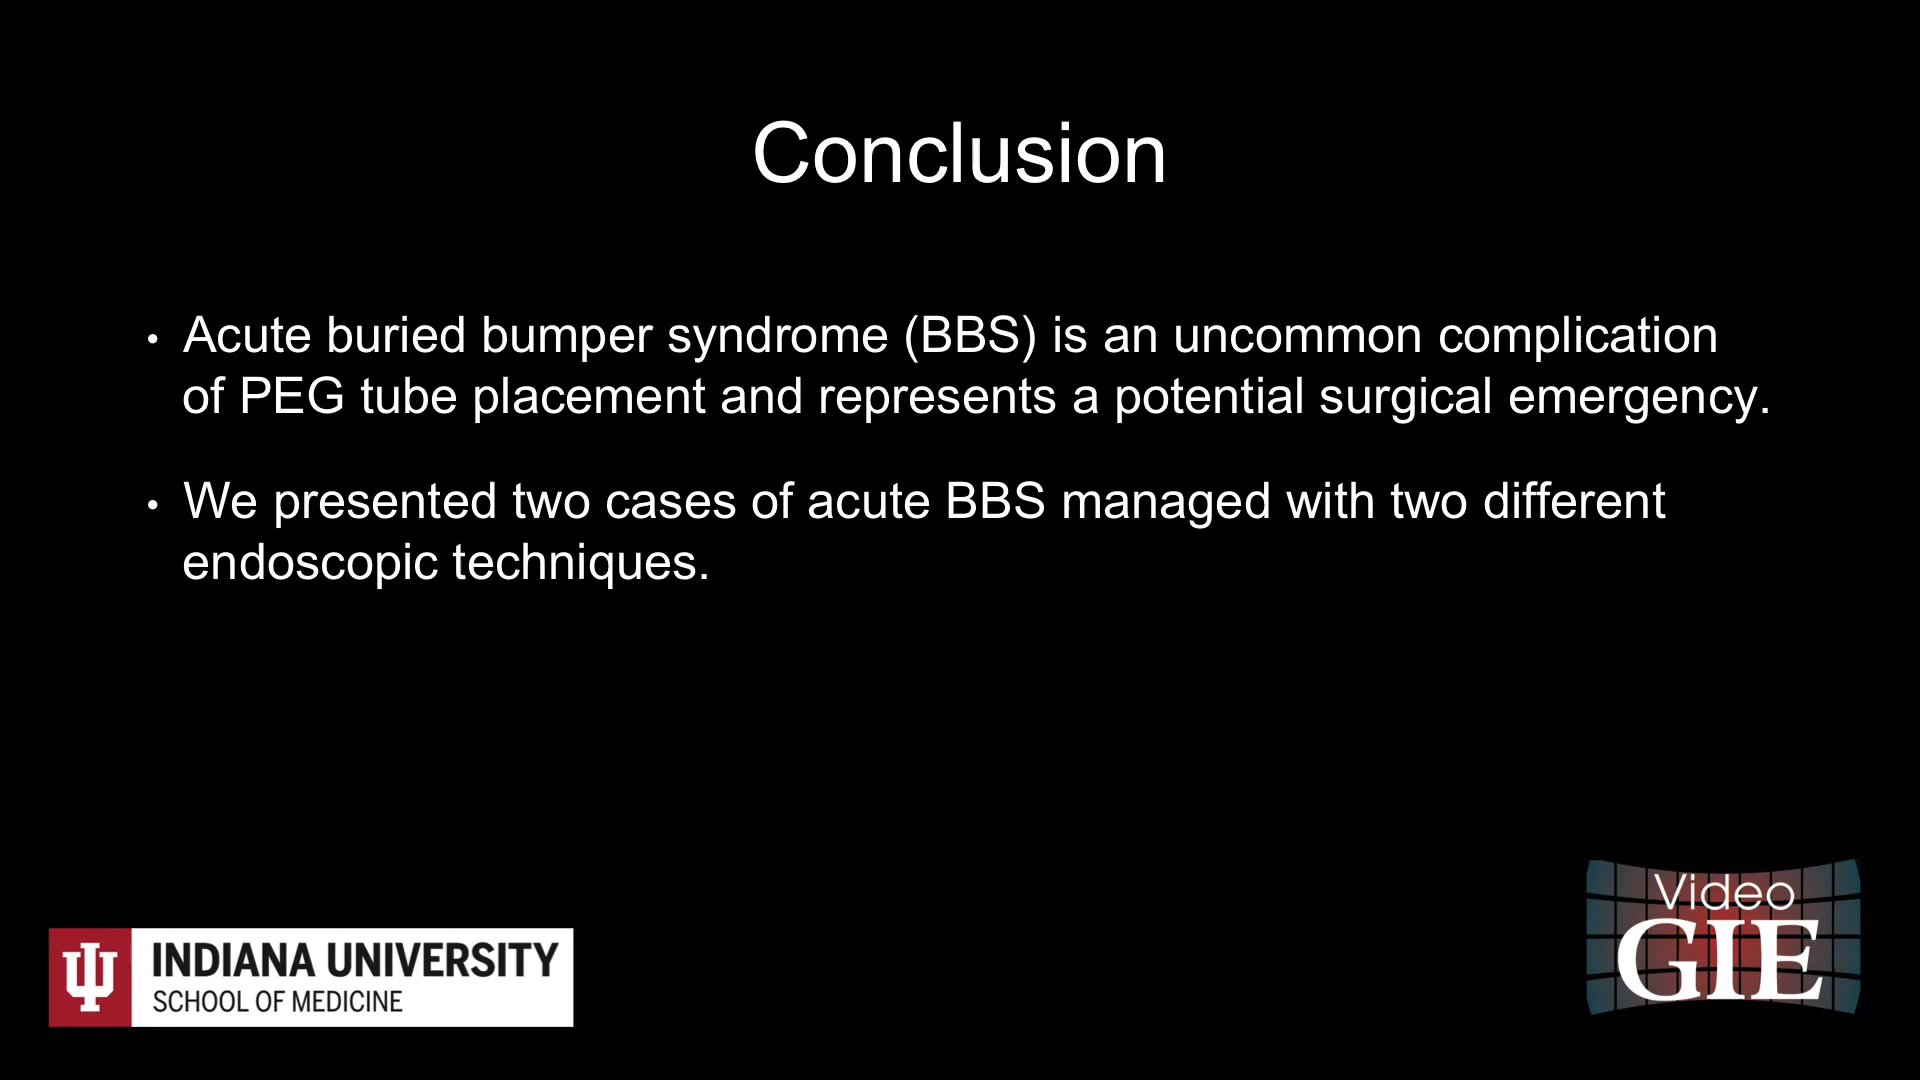 Conclusion
• Acute buried bumper syndrome (BBS) is an uncommon complication
of PEG tube placement and represents a potential surgical emergency.
• We presented two cases of acute BBS managed with two different
endoscopic techniques.
Video
GIE
INDIANA UNIVERSITY
SCHOOL OF MEDICINE